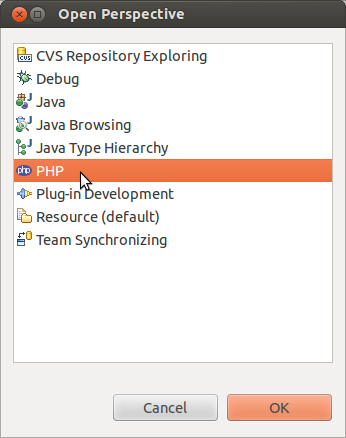 Open Perspective
CVS Repository Exploring
Debug
Java
Java Browsing
Java Type Hierarchy
PHP
Plug-in Development
Resource (default)
Team Synchronizing
Cancel
OK